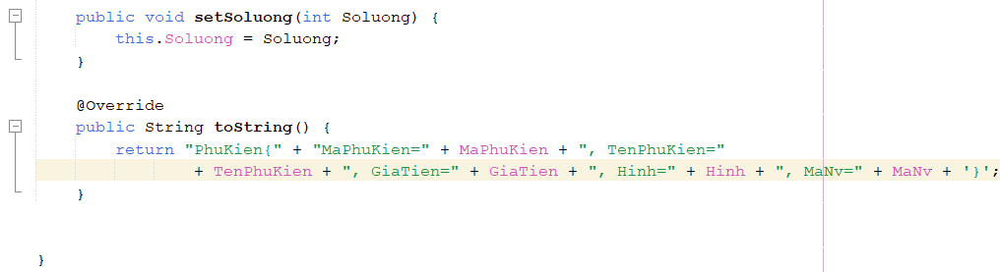 public void setSoluong(int Soluong) {
this.Soluong = Soluong;
}
@Override
public String toString() {
return "PhuKien{" + "MaPhuKien=" + MaPhuKien + ", TenPhuKien="
+ TenPhuKien + ", GiaTien=" + GiaTien + ", Hinh=" + Hinh + ", MaNv=" + MaNv + '}';
}
}